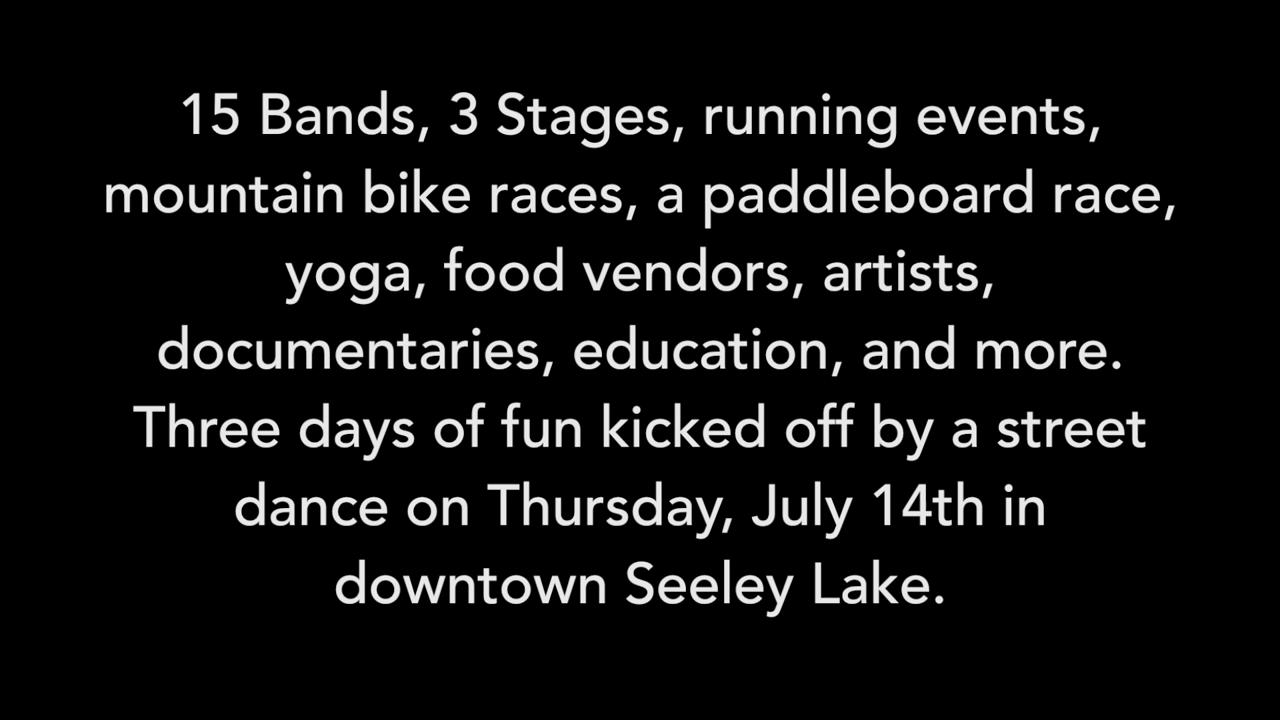 15 Bands, 3 Stages, running events,
mountain bike races, a paddleboard race,
yoga, food vendors, artists,
documentaries, education, and more.
Three days of fun kicked off by a street
dance on Thursday, July 14th in
downtown Seeley Lake.